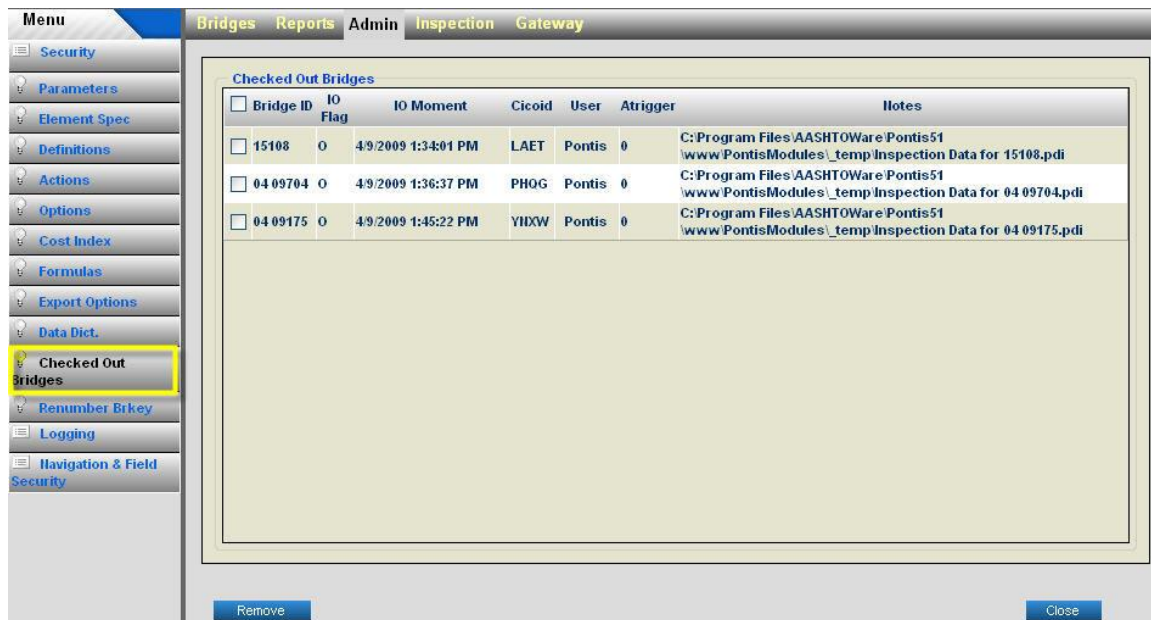 Menu
Bridges Reports Admin Inspection Gateway
Security
Parameters
Element Spec
Definitions
Actions
Options
Cost Index
Formulas
Export Options
Data Dict.
Checked Out
Bridges
Renumber Brkey
Logging
Navigation & Field
Security
Checked Out Bridges
Bridge ID IO Flag IO Moment Cicoid User Atrigger Notes
15108 O 4/9/2009 1:34:01 PM LAET Pontis 0 C:\Program Files\AASHTOWare\Pontis51
\www\PontisModules\_temp\Inspection Data for 15108.pdi
04 09704 O 4/9/2009 1:36:37 PM PHQG Pontis 0 C:\Program Files\AASHTOWare\Pontis51
\www\PontisModules\_temp\Inspection Data for 04 09704.pdi
04 09175 O 4/9/2009 1:45:22 PM YNXW Pontis 0 C:\Program Files\AASHTOWare\Pontis51
\www\PontisModules\_temp\Inspection Data for 04 09175.pdi
Remove
Close